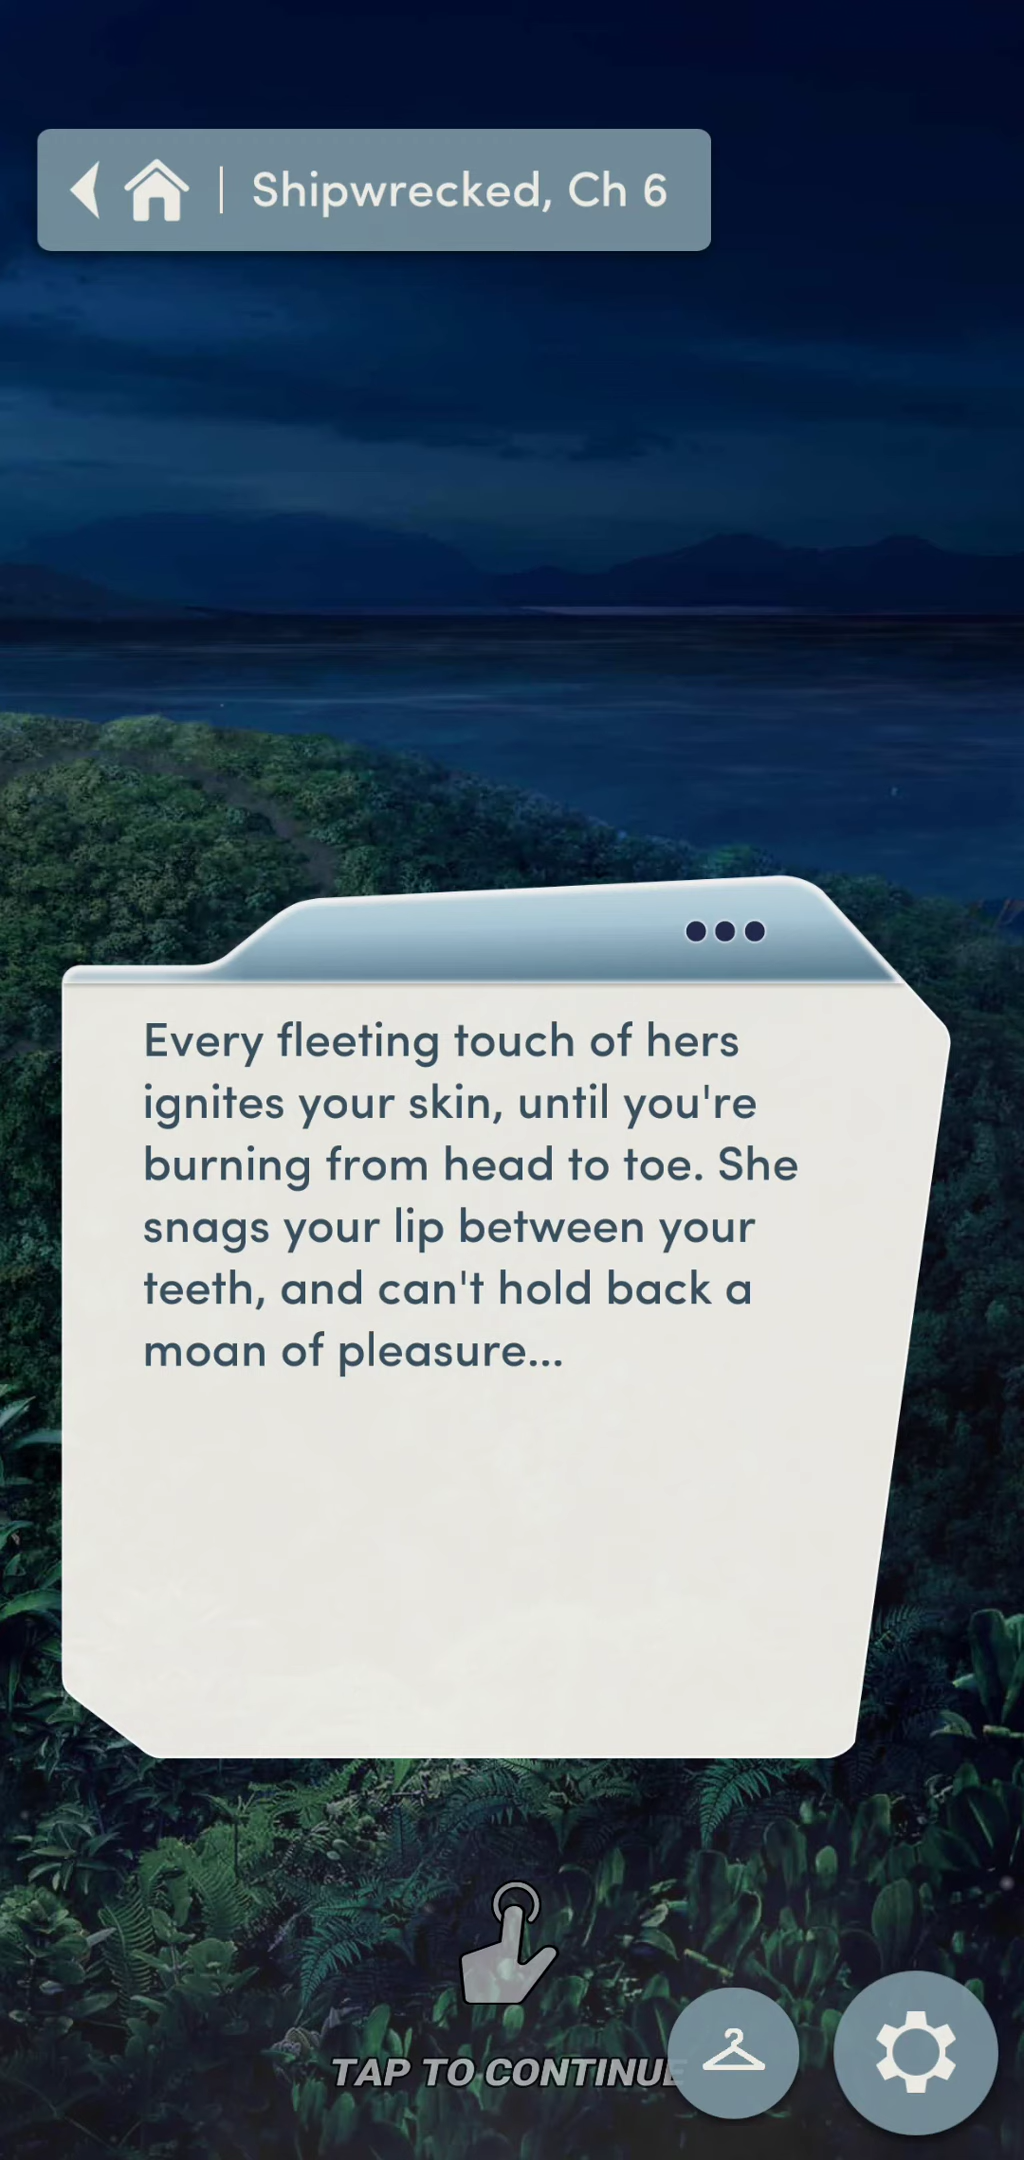 Shipwrecked, Ch 6
Every fleeting touch of hers
ignites your skin, until you're
burning from head to toe. She
snags your lip between your
teeth, and can't hold back a
moan of pleasure...
TAP TO CONTINUE